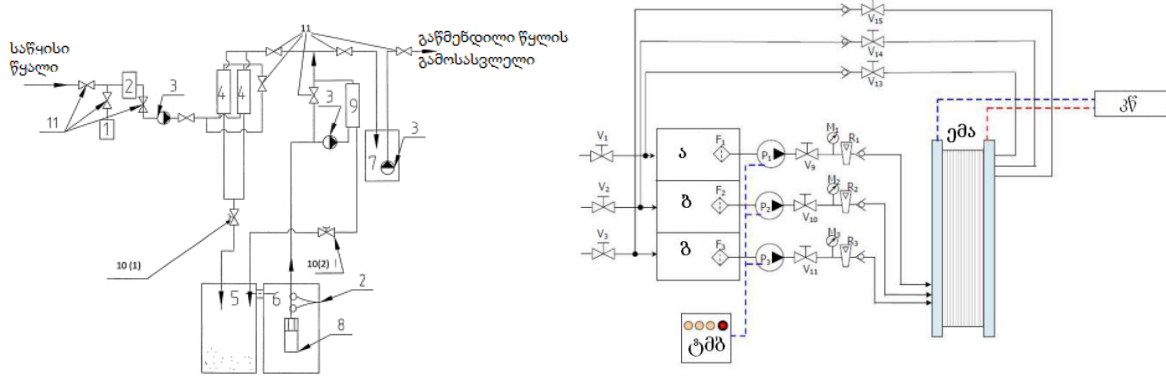 საწყისი
წყალი
11
გაწმენდილი წყლის
გამოსასვლელი
2
3
4
4
11
1
3
9
3
7
10 (1)
10(2)
5
6
2
8
V15
V14
V13
კწ
ემა
V1
ა
F1
P1
V9
M1
R1
V2
ბ
F2
P2
V10
M2
R2
V3
გ
F3
P3
V11
M3
R3
ტმბ